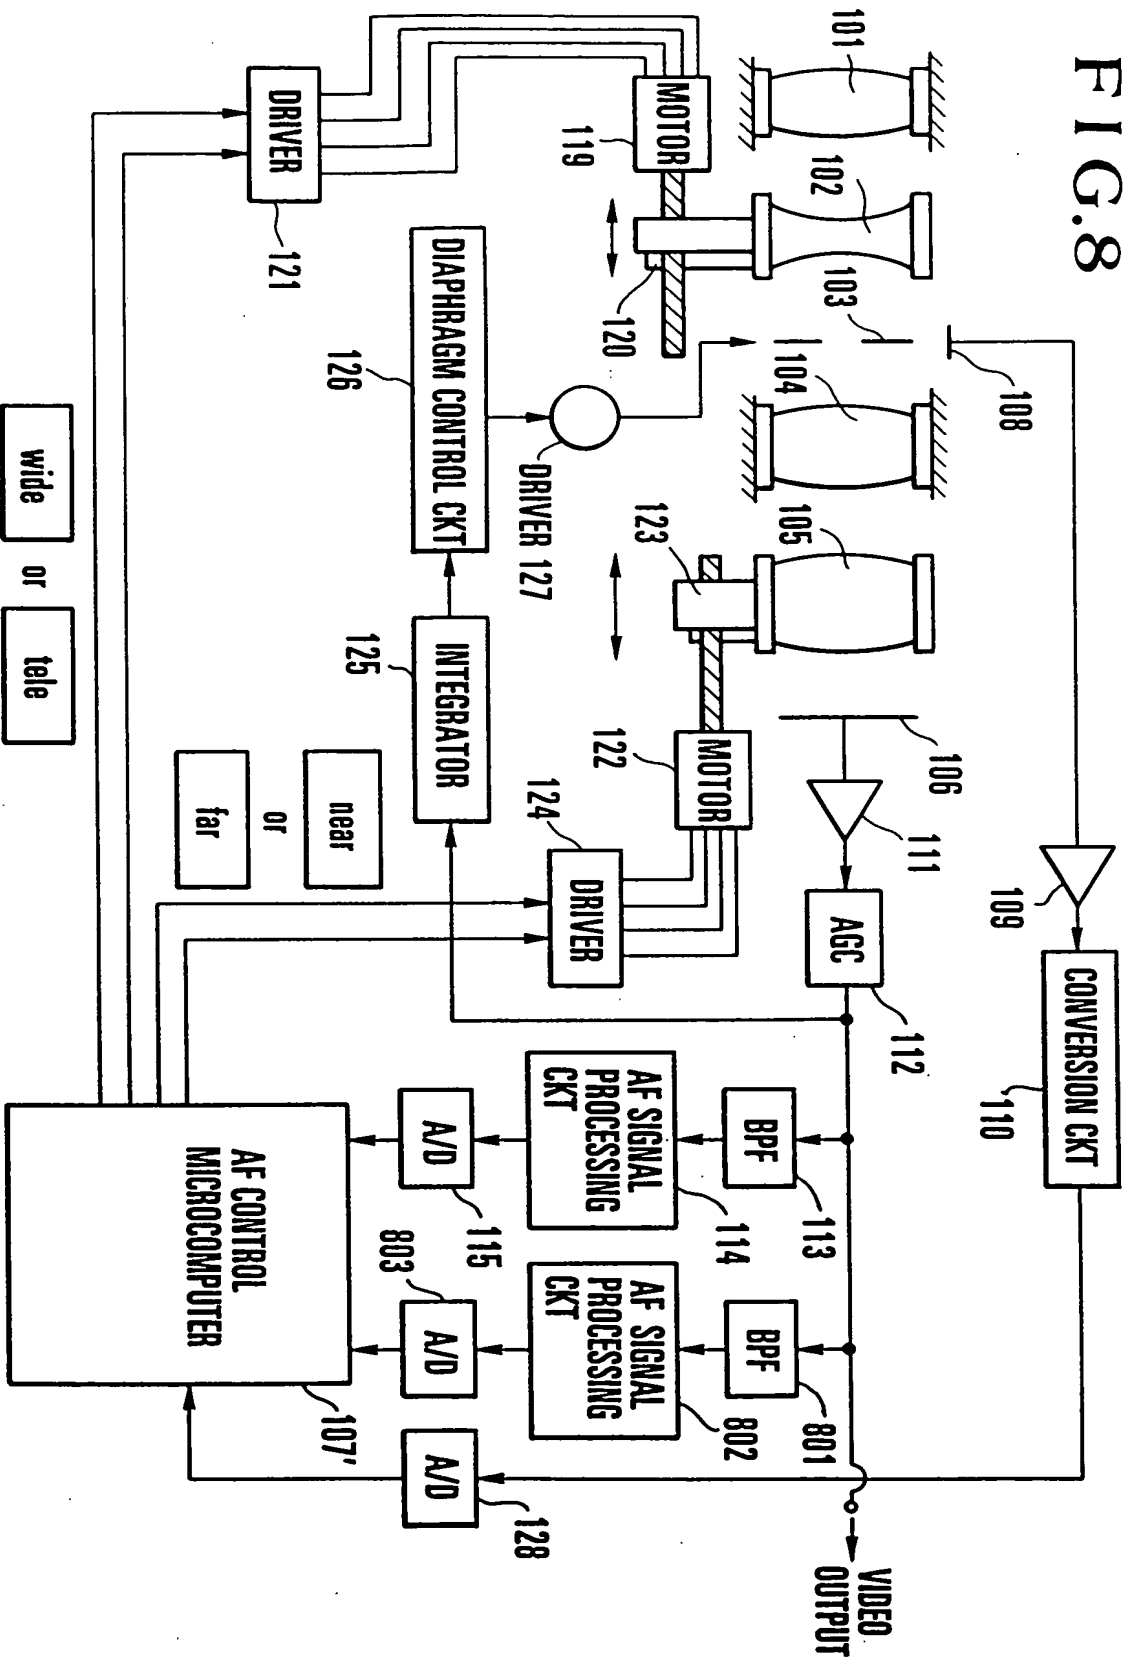 FIG.8
101
102
103
104
105
106
108
109
CONVERSION CKT
110
111
AGC
112
VIDEO
OUTPUT
MOTOR
119
120
123
MOTOR
122
BPF
113
BPF
801
DRIVER 127
124
DRIVER
AF SIGNAL
PROCESSING
CKT
114
AF SIGNAL
PROCESSING
CKT
802
DIAPHRAGM CONTROL CKT
126
INTEGRATOR
125
A/D
115
A/D
803
A/D
128
DRIVER
121
near
or
far
AF CONTROL
MICROCOMPUTER
107'
wide
or
tele